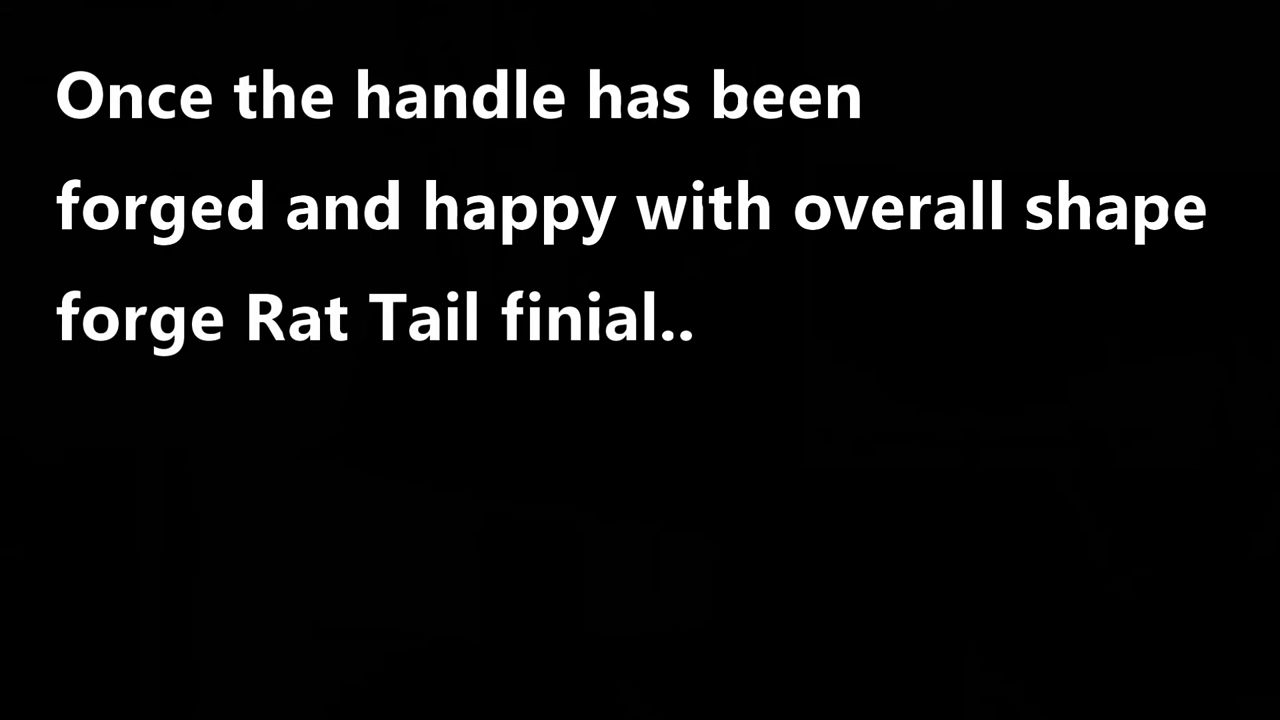 Once the handle has been
forged and happy with overall shape
forge Rat Tail finial..